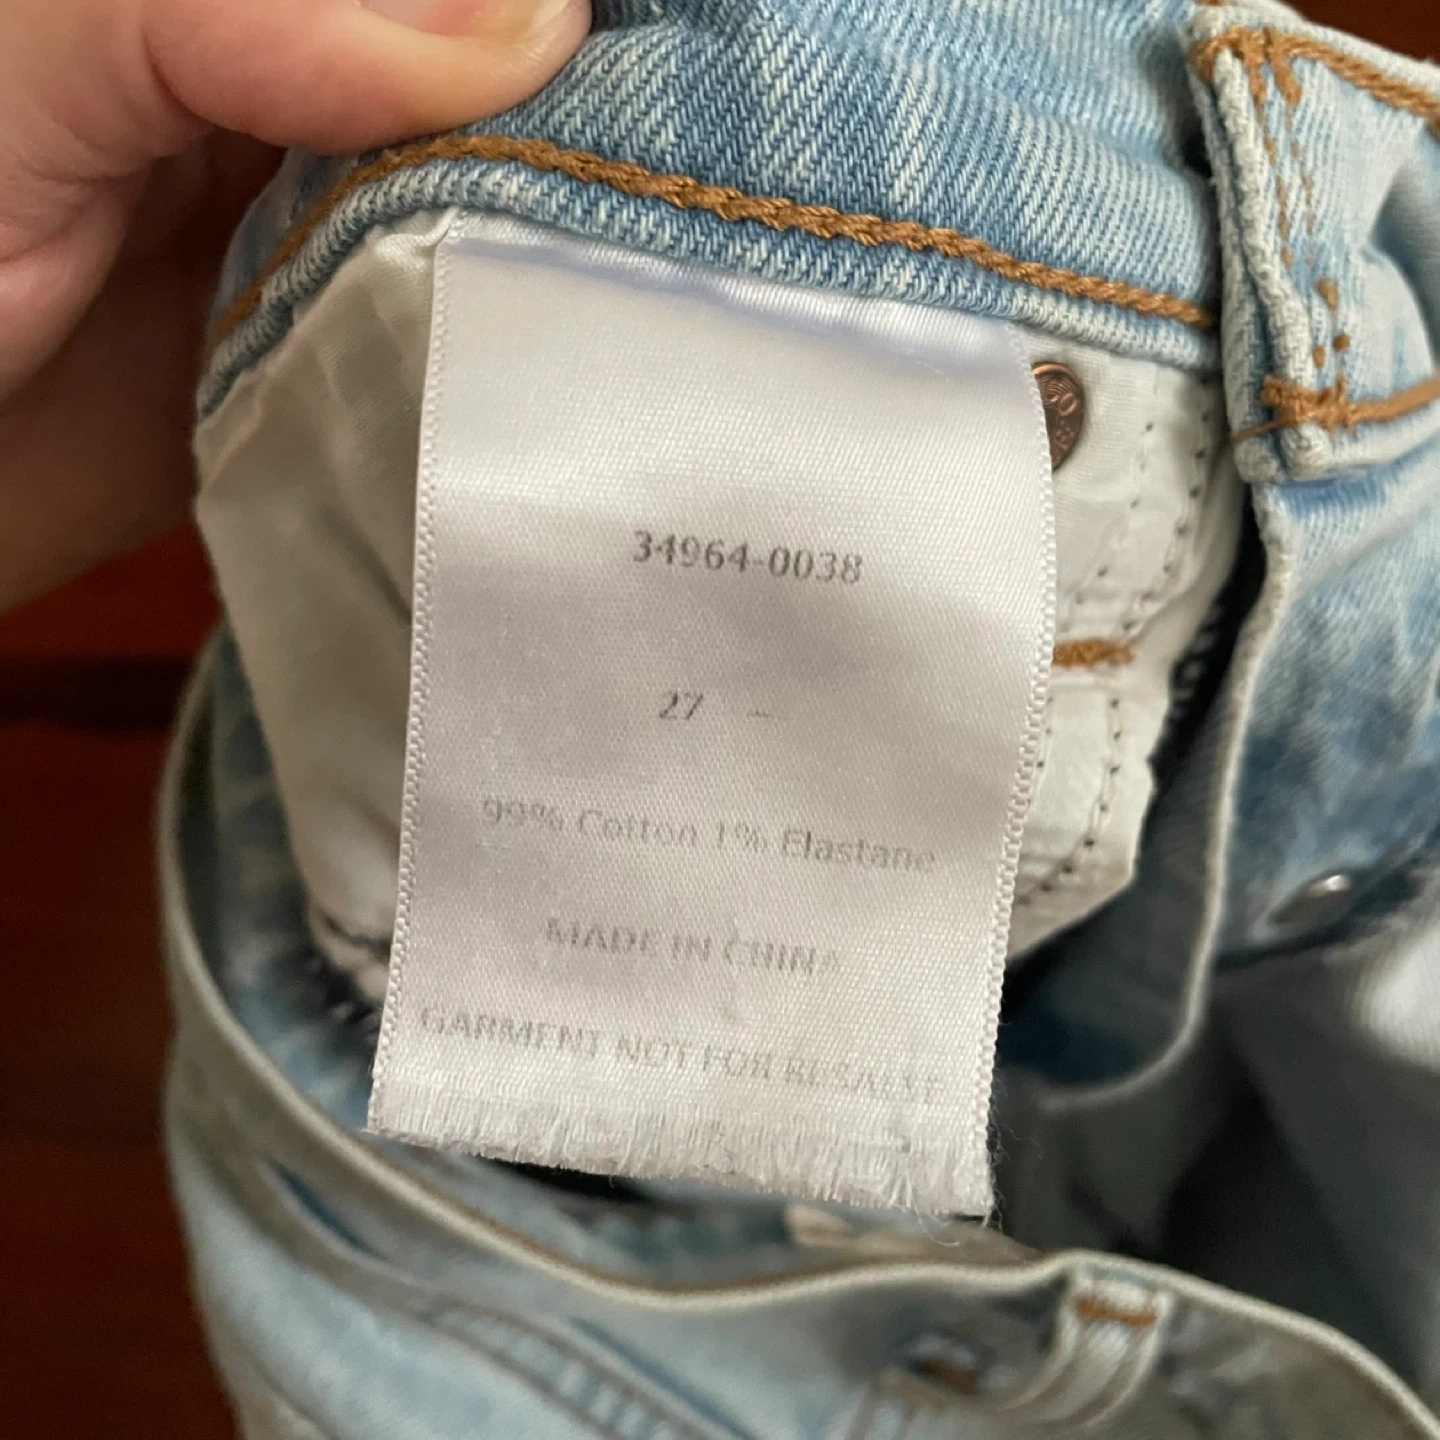 34964-0038
27 -
99% Cotton 1% Elastane
MADE IN CHINA
GARMENT NOT FOR RESALE